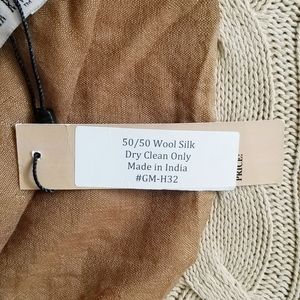 50/50 Wool Silk
Dry Clean Only
Made in India
#GM-H32
PRICE: